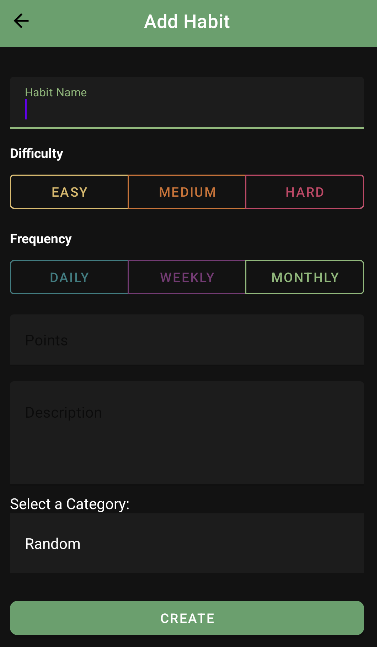 Add Habit
Habit Name
Difficulty
EASY MEDIUM HARD
Frequency
DAILY WEEKLY MONTHLY
Points
Description
Select a Category:
Random
CREATE